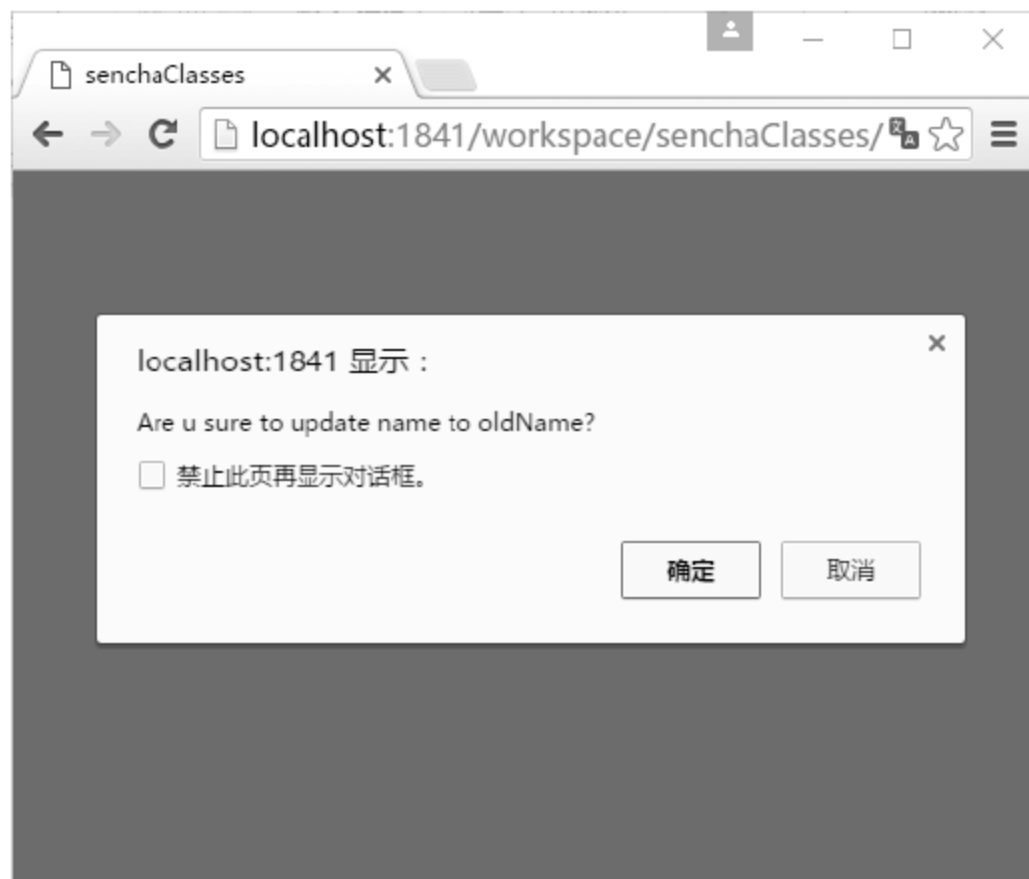 senchaClasses
localhost:1841/workspace/senchaClasses/
localhost:1841 显示：
Are u sure to update name to oldName?
禁止此页再显示对话框。
确定
取消